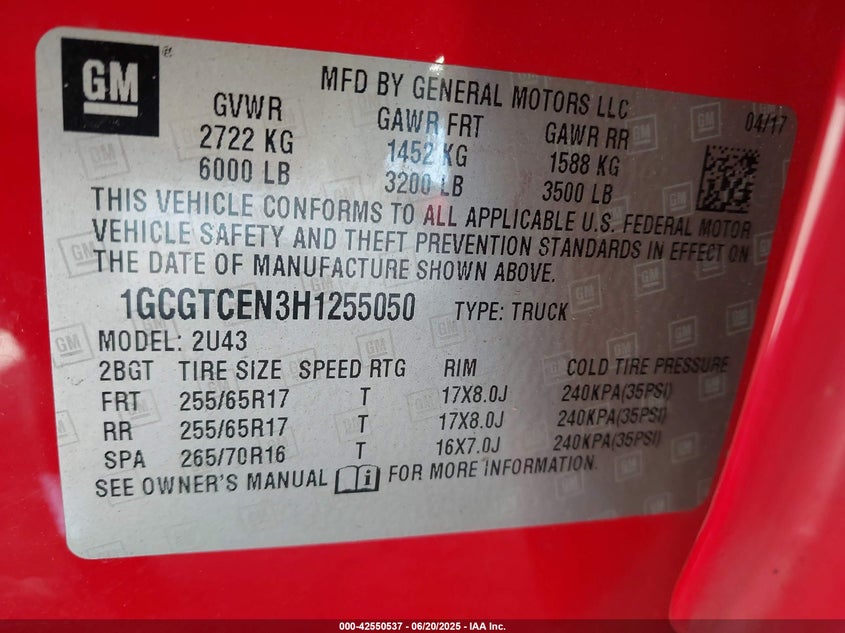 GM
MFD BY GENERAL MOTORS LLC
04/17
GVWR GAWR FRT GAWR RR
2722 KG 1452 KG 1588 KG
6000 LB 3200 LB 3500 LB
THIS VEHICLE CONFORMS TO ALL APPLICABLE U.S. FEDERAL MOTOR
VEHICLE SAFETY AND THEFT PREVENTION STANDARDS IN EFFECT ON
THE DATE OF MANUFACTURE SHOWN ABOVE.
1GCGTCEN3H1255050 TYPE: TRUCK
MODEL: 2U43
2BGT TIRE SIZE SPEED RTG RIM COLD TIRE PRESSURE
FRT 255/65R17 T 17X8.0J 240KPA(35PSI)
RR 255/65R17 T 17X8.0J 240KPA(35PSI)
SPA 265/70R16 T 16X7.0J 240KPA(35PSI)
SEE OWNER'S MANUAL i FOR MORE INFORMATION.
000-42550537 - 06/20/2025 - IAA Inc.